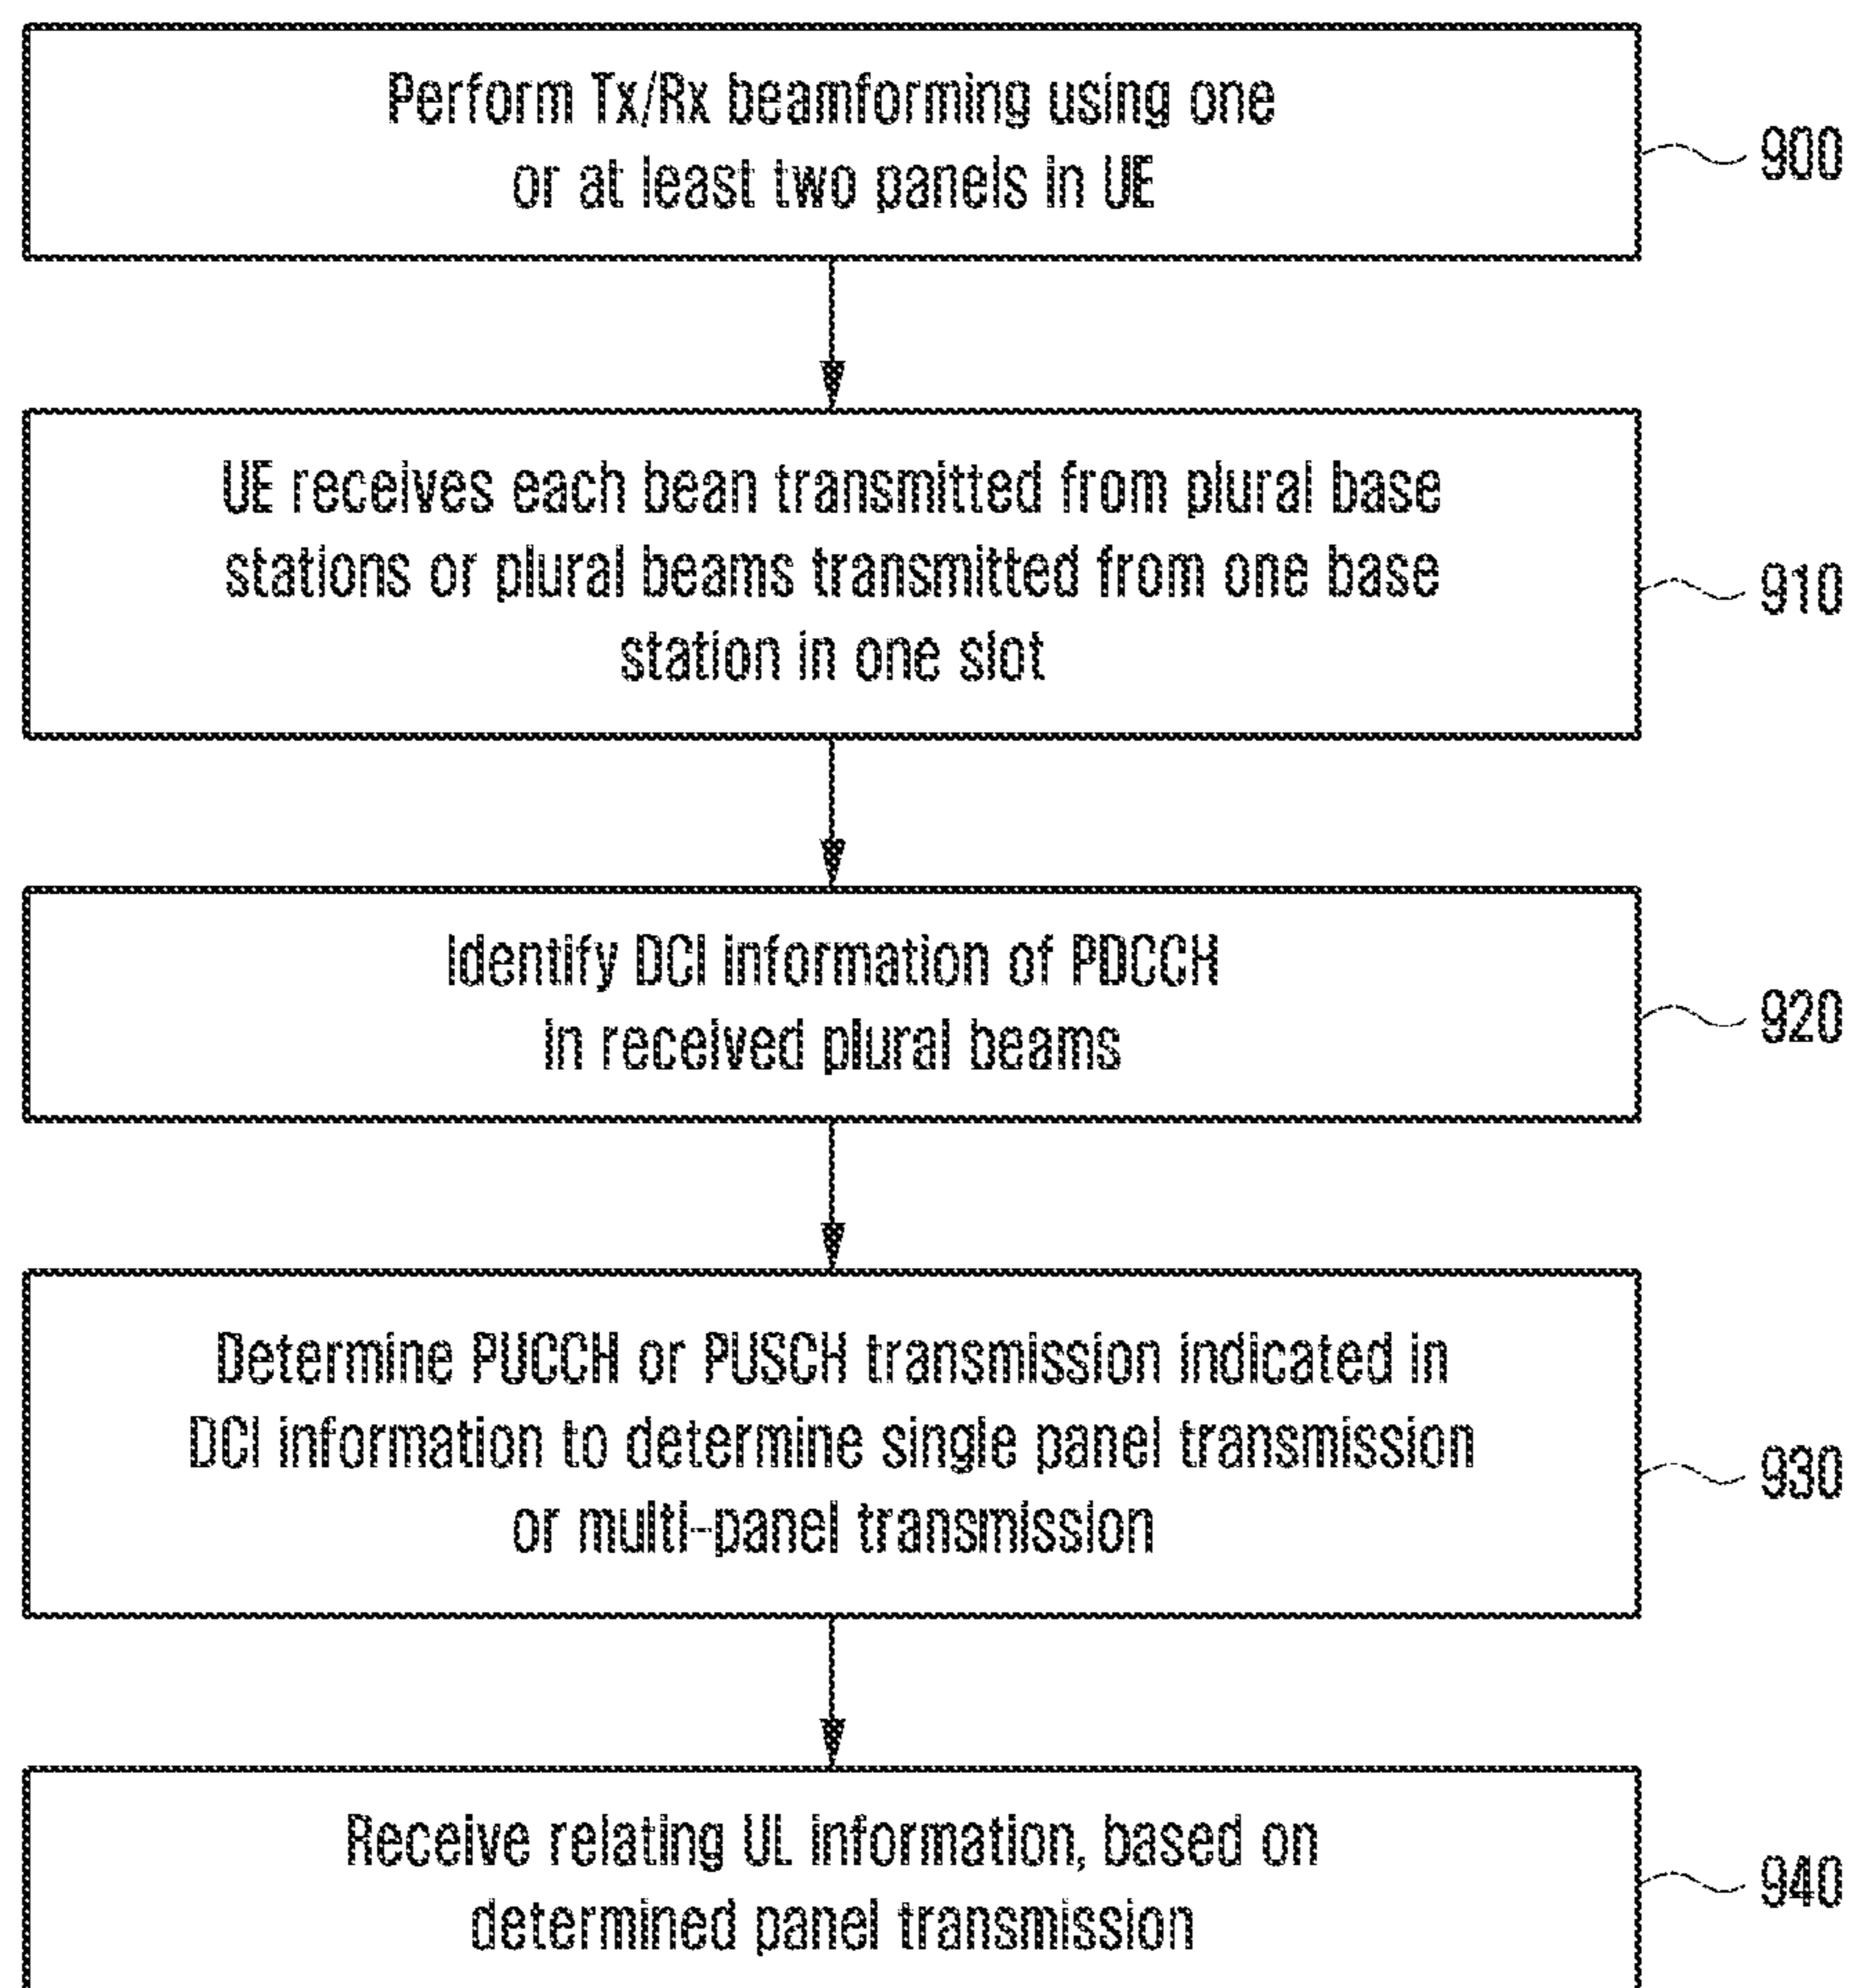 Perform Tx/Rx beamforming using one
or at least two panels in UE
900
UE receives each bean transmitted from plural base
stations or plural beams transmitted from one base
station in one slot
910
Identify DCI information of PDCCH
in received plural beams
920
Determine PUCCH or PUSCH transmission indicated in
DCI information to determine single panel transmission
or multi-panel transmission
930
Receive relating UL information, based on
determined panel transmission
940